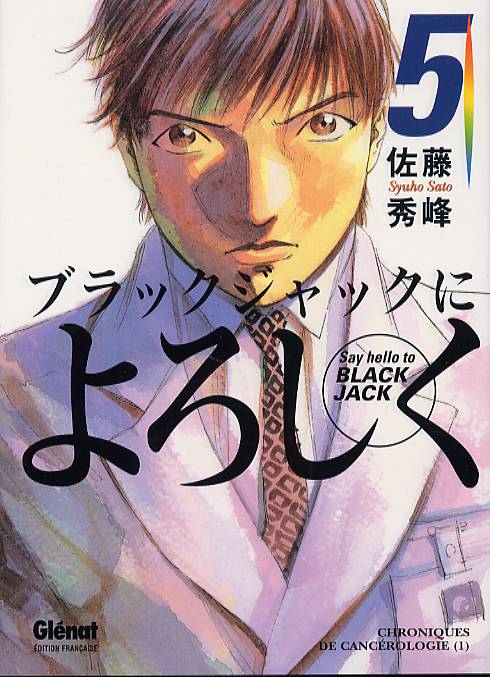 5
佐藤
Syuho Sato
秀峰
ブラックジャックに
よろしく
Say hello to
BLACK
JACK
Glénat
ÉDITION FRANÇAISE
CHRONIQUES
DE CANCÉROLOGIE (1)